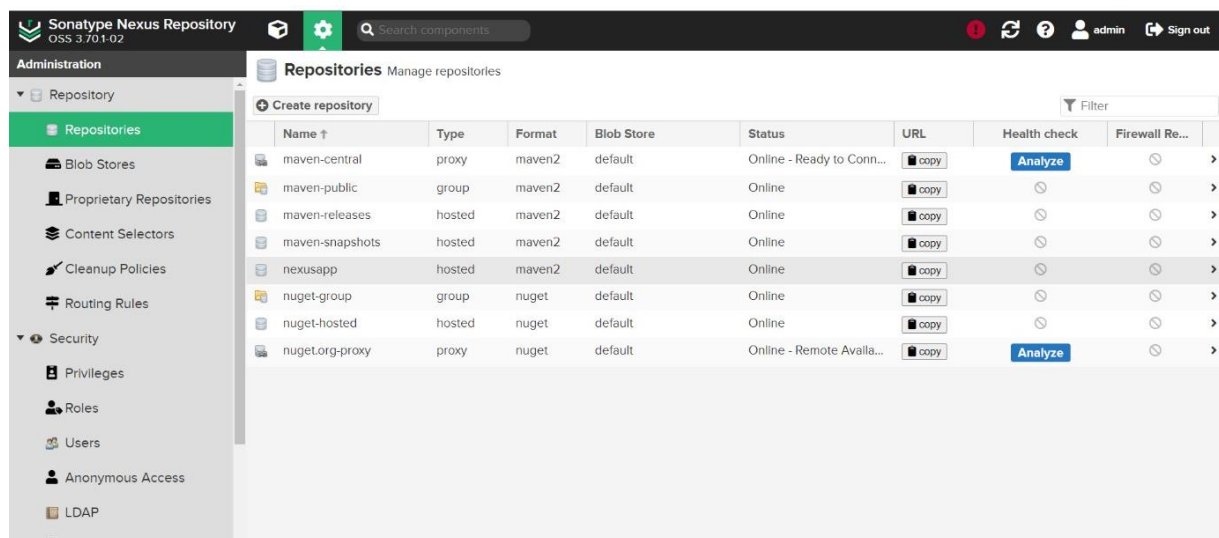 Sonatype Nexus Repository
OSS 3.70.1-02
Search components
admin
Sign out
Administration
Repository
Repositories
Blob Stores
Proprietary Repositories
Content Selectors
Cleanup Policies
Routing Rules
Security
Privileges
Roles
Users
Anonymous Access
LDAP
Repositories Manage repositories
Create repository
Filter
Name Type Format Blob Store Status URL Health check Firewall Re...
maven-central proxy maven2 default Online - Ready to Conn... copy Analyze
maven-public group maven2 default Online copy
maven-releases hosted maven2 default Online copy
maven-snapshots hosted maven2 default Online copy
nexusapp hosted maven2 default Online copy
nuget-group group nuget default Online copy
nuget-hosted hosted nuget default Online copy
nuget.org-proxy proxy nuget default Online - Remote Availa... copy Analyze